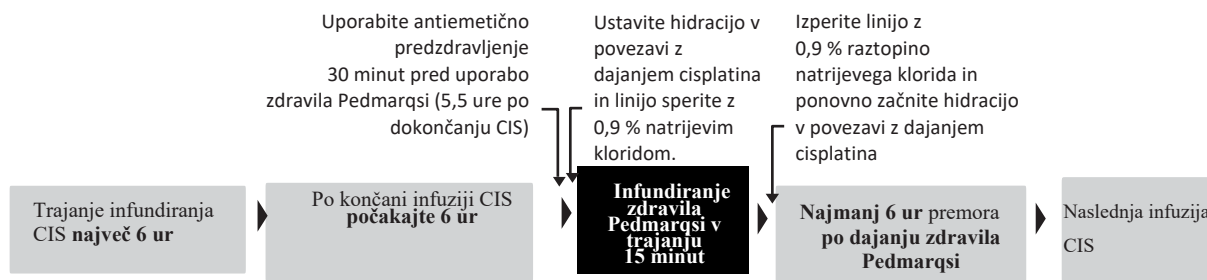 Uporabite antiemetično
predzdravljenje
30 minut pred uporabo
zdravila Pedmarqsi (5,5 ure po
dokončanju CIS)
Ustavite hidracijo v
povezavi z
dajanjem cisplatina
in linijo sperite z
0,9 % natrijevim
kloridom.
Izperite linijo z
0,9 % raztopino
natrijevega klorida in
ponovno začnite hidracijo
v povezavi z dajanjem
cisplatina
Trajanje infundiranja
CIS največ 6 ur
Po končani infuziji CIS
počakajte 6 ur
Infundiranje
zdravila
Pedmarqsi v
trajanju
15 minut
Najmanj 6 ur premora
po dajanju zdravila
Pedmarqsi
Naslednja infuzija
CIS